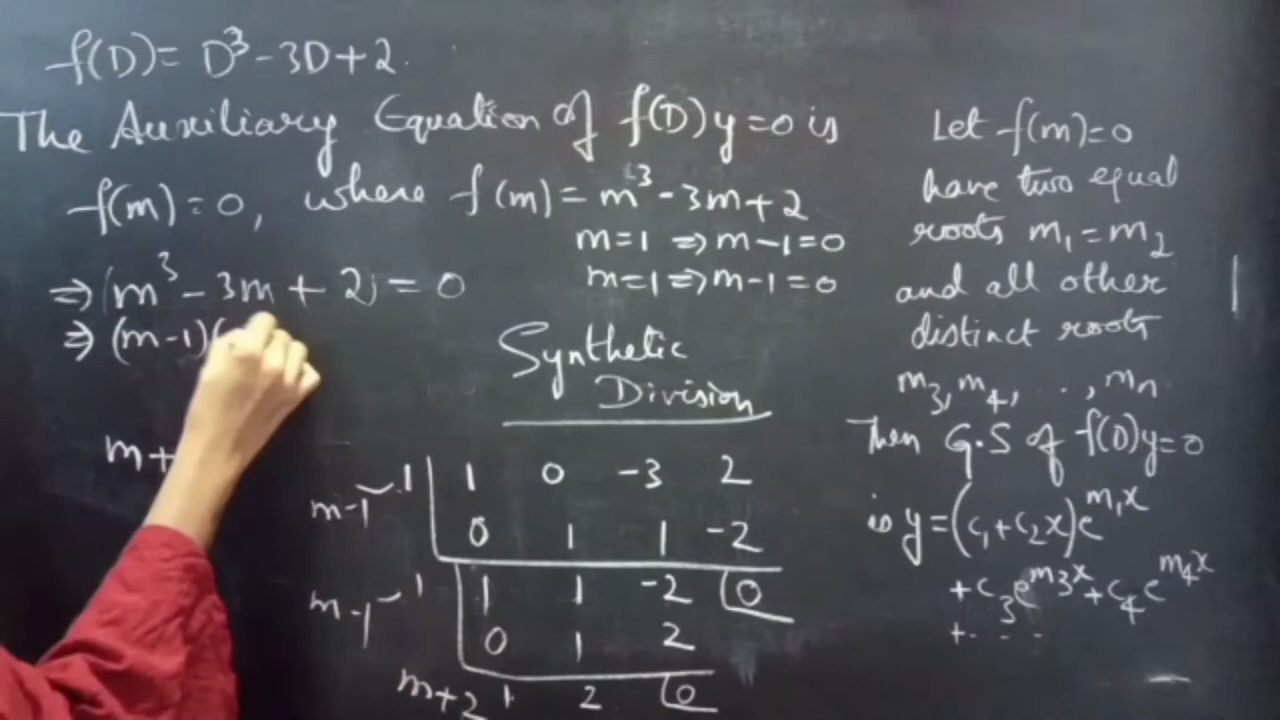 f(D)= D³-3D+2.
The Auxiliary Equation of f(D)y=0 is
f(m)=0, where f(m)=m³-3m+2
m=1 ⇒ m-1=0
m=1 ⇒ m-1=0
⇒ (m³-3m+2)=0
⇒ (m-1)(
m+
Synthetic
Division
m-1 1 | 1 0 -3 2
0 1 1 -2
m-1 1 | 1 1 -2 0
0 1 2
m+2 1 2 0
Let f(m)=0
have two equal
roots m₁=m₂
and all other
distinct roots
m₃,m₄,...,mₙ.
Then G.S of f(D)y=0
is y=(c₁+c₂x)e^{m₁x}
+c₃e^{m₃x}+c₄e^{m₄x}
+...